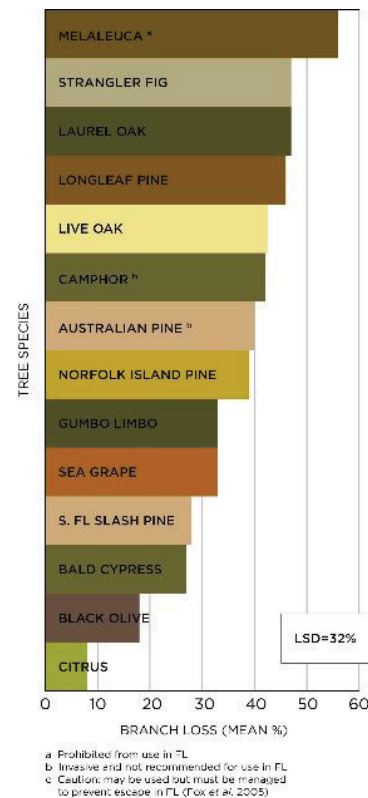 MELALEUCA a
STRANGLER FIG
LAUREL OAK
LONGLEAF PINE
LIVE OAK
CAMPHOR b
AUSTRALIAN PINE b
NORFOLK ISLAND PINE
GUMBO LIMBO
SEA GRAPE
S. FL SLASH PINE
BALD CYPRESS
BLACK OLIVE
CITRUS
TREE SPECIES
LSD=32%
0 10 20 30 40 50 60
BRANCH LOSS (MEAN %)
a Prohibited from use in FL
b Invasive and not recommended for use in FL
c Caution: may be used but must be managed
to prevent escape in FL (Fox et al. 2005)